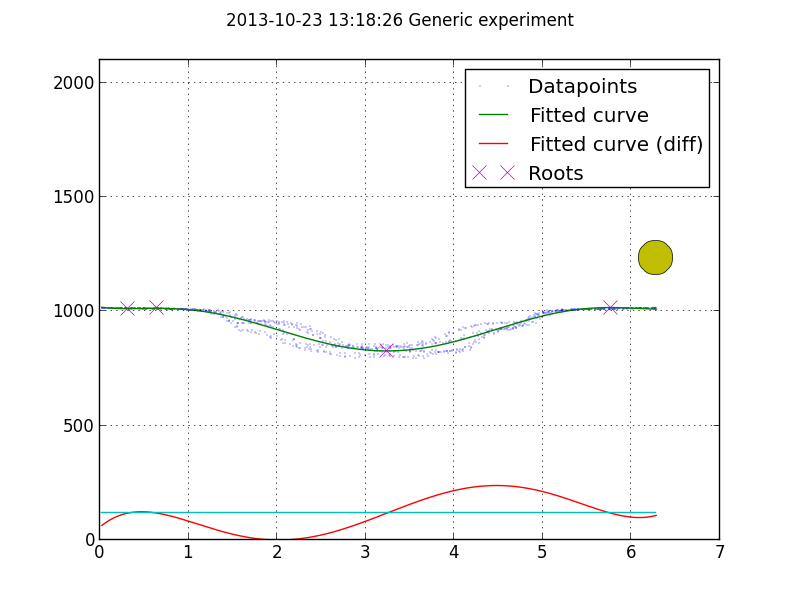 2013-10-23 13:18:26 Generic experiment
2000
1500
1000
500
0
0 1 2 3 4 5 6 7
Datapoints
Fitted curve
Fitted curve (diff)
Roots